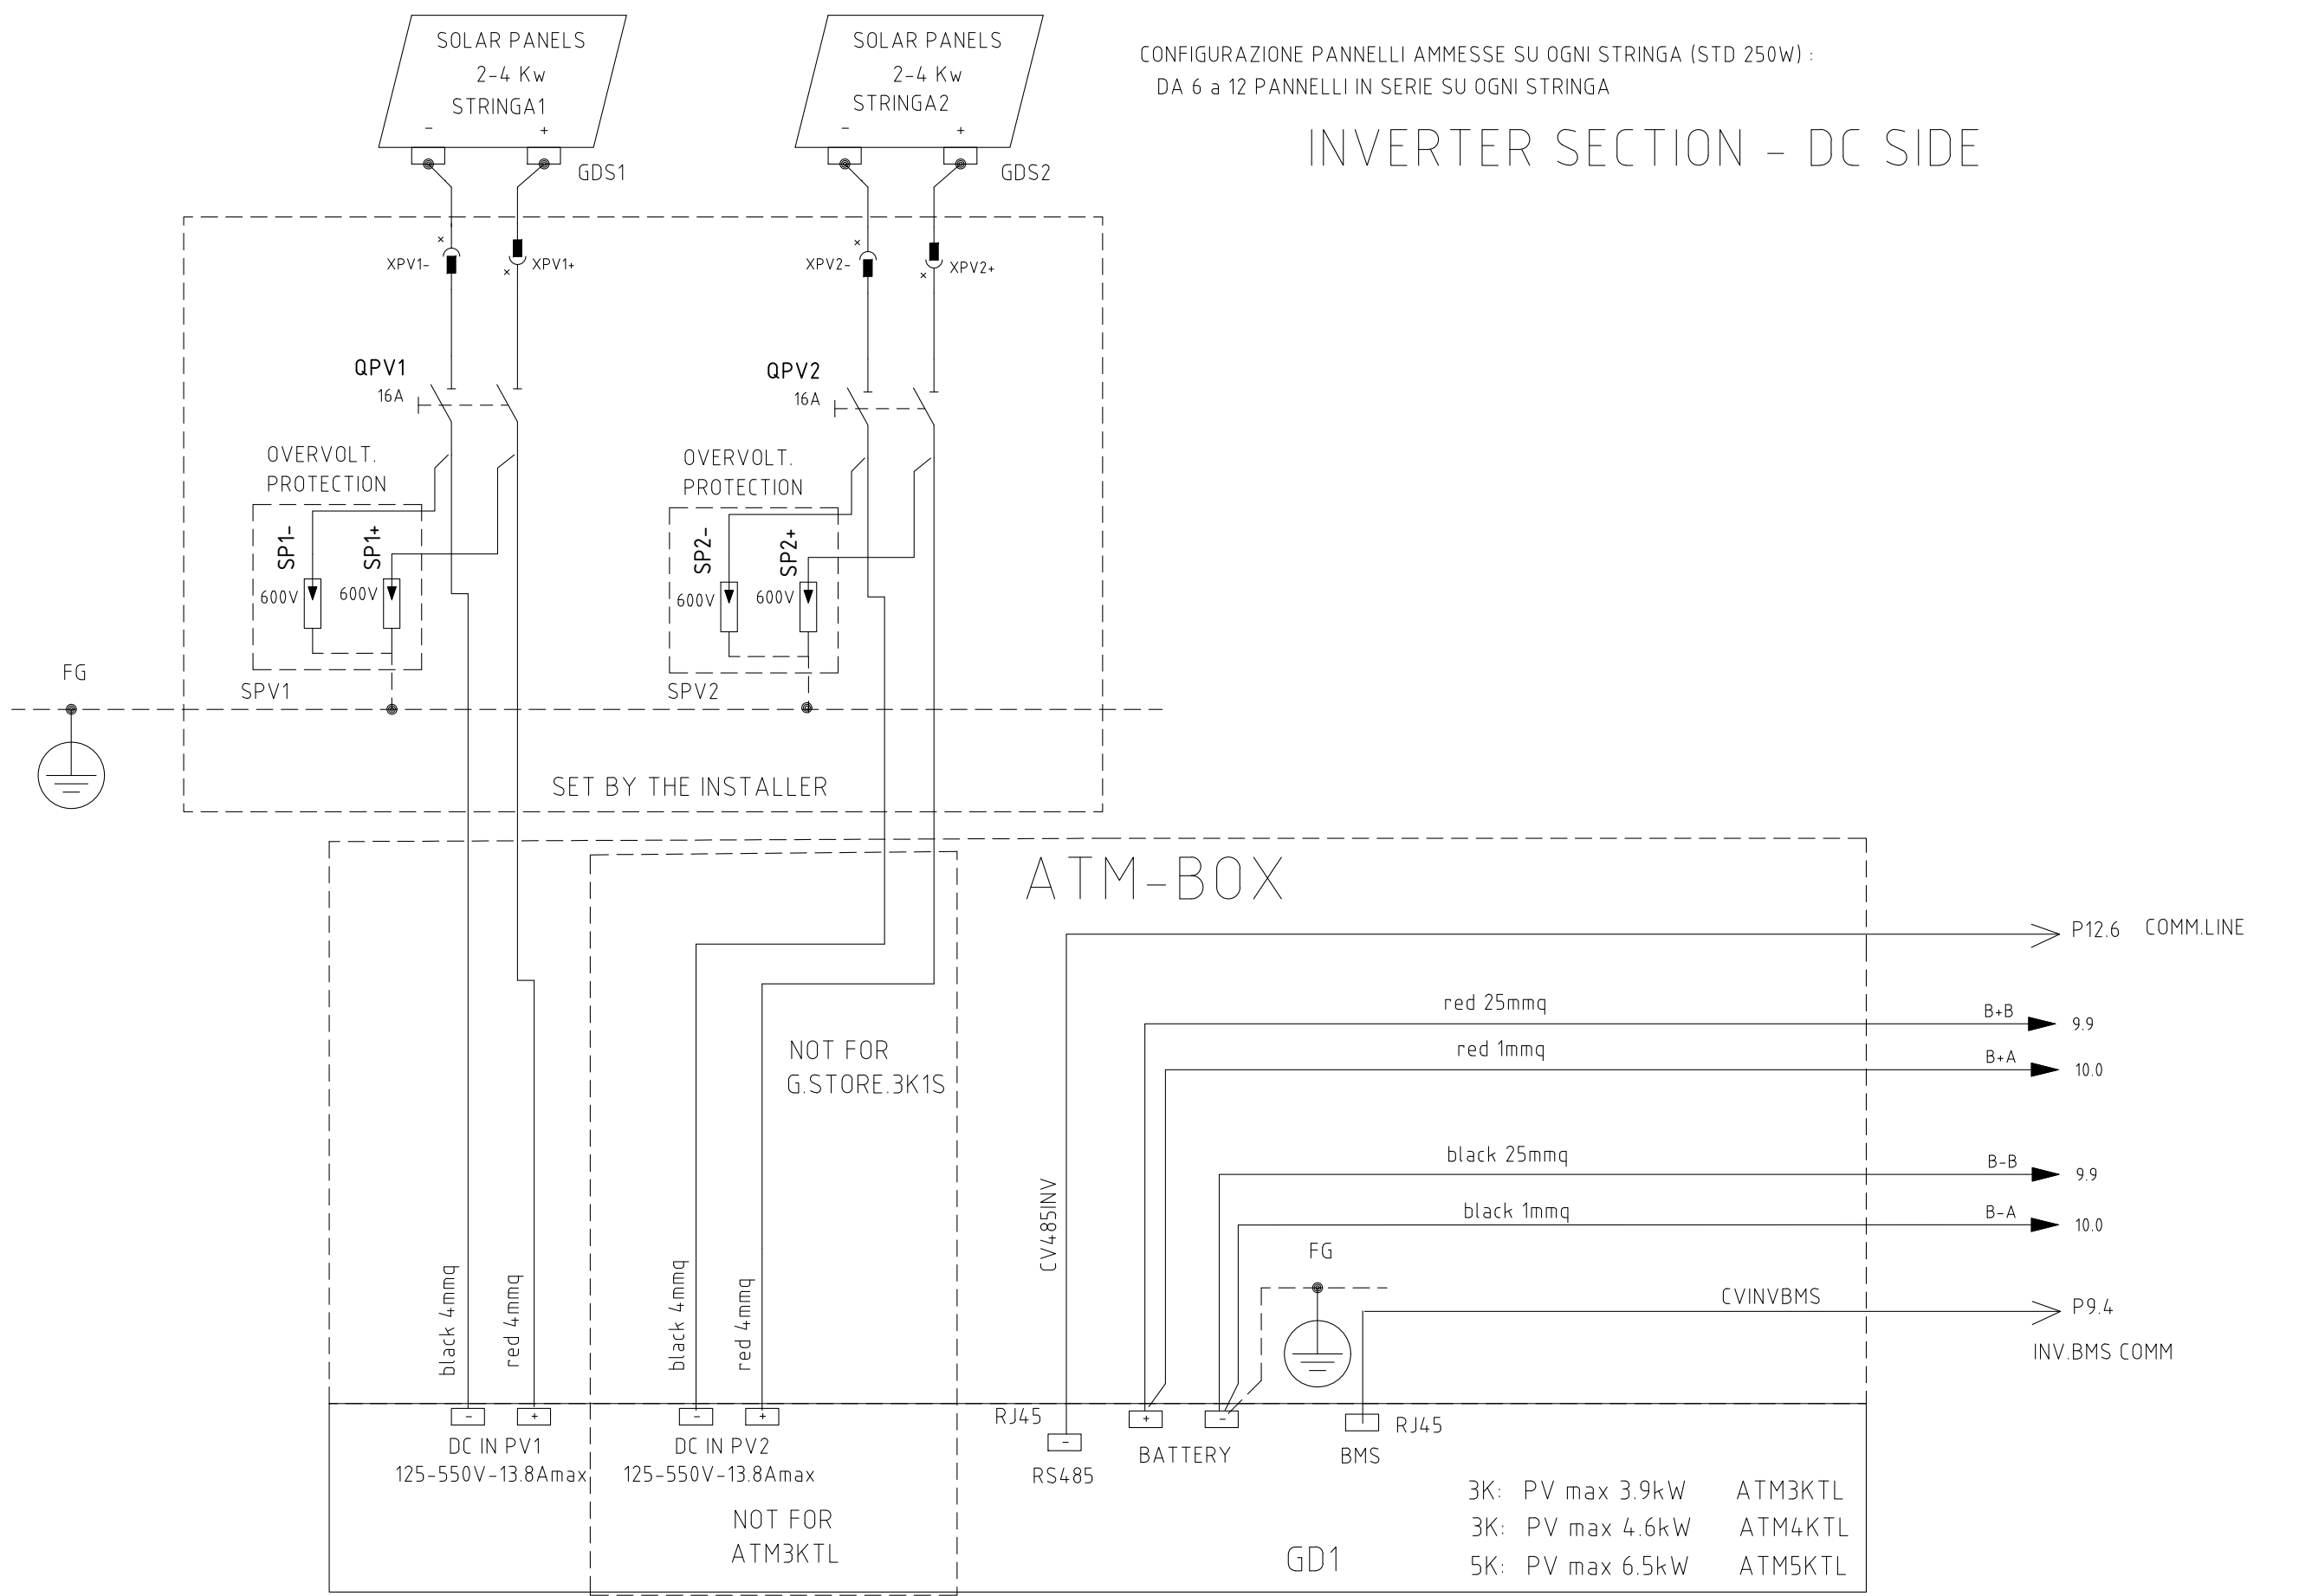 SOLAR PANELS
2-4 Kw
STRINGA1
-
+
GDS1
SOLAR PANELS
2-4 Kw
STRINGA2
-
+
GDS2
CONFIGURAZIONE PANNELLI AMMESSE SU OGNI STRINGA (STD 250W) :
DA 6 a 12 PANNELLI IN SERIE SU OGNI STRINGA
INVERTER SECTION - DC SIDE
x
XPV1-
x
XPV1+
x
XPV2-
x
XPV2+
QPV1
16A
QPV2
16A
OVERVOLT.
PROTECTION
OVERVOLT.
PROTECTION
SP1-
SP1+
600V
600V
SP2-
SP2+
600V
600V
FG
SPV1
SPV2
SET BY THE INSTALLER
ATM-BOX
P12.6 COMM.LINE
red 25mmq
B+B
9.9
red 1mmq
B+A
10.0
NOT FOR
G.STORE.3K1S
black 25mmq
B-B
9.9
black 1mmq
B-A
10.0
CV485INV
FG
CVINVBMS
P9.4
INV.BMS COMM
black 4mmq
red 4mmq
black 4mmq
red 4mmq
-
+
-
+
RJ45
-
+
-
RJ45
DC IN PV1
125-550V-13.8Amax
DC IN PV2
125-550V-13.8Amax
RS485
BATTERY
BMS
NOT FOR
ATM3KTL
GD1
3K: PV max 3.9kW ATM3KTL
3K: PV max 4.6kW ATM4KTL
5K: PV max 6.5kW ATM5KTL